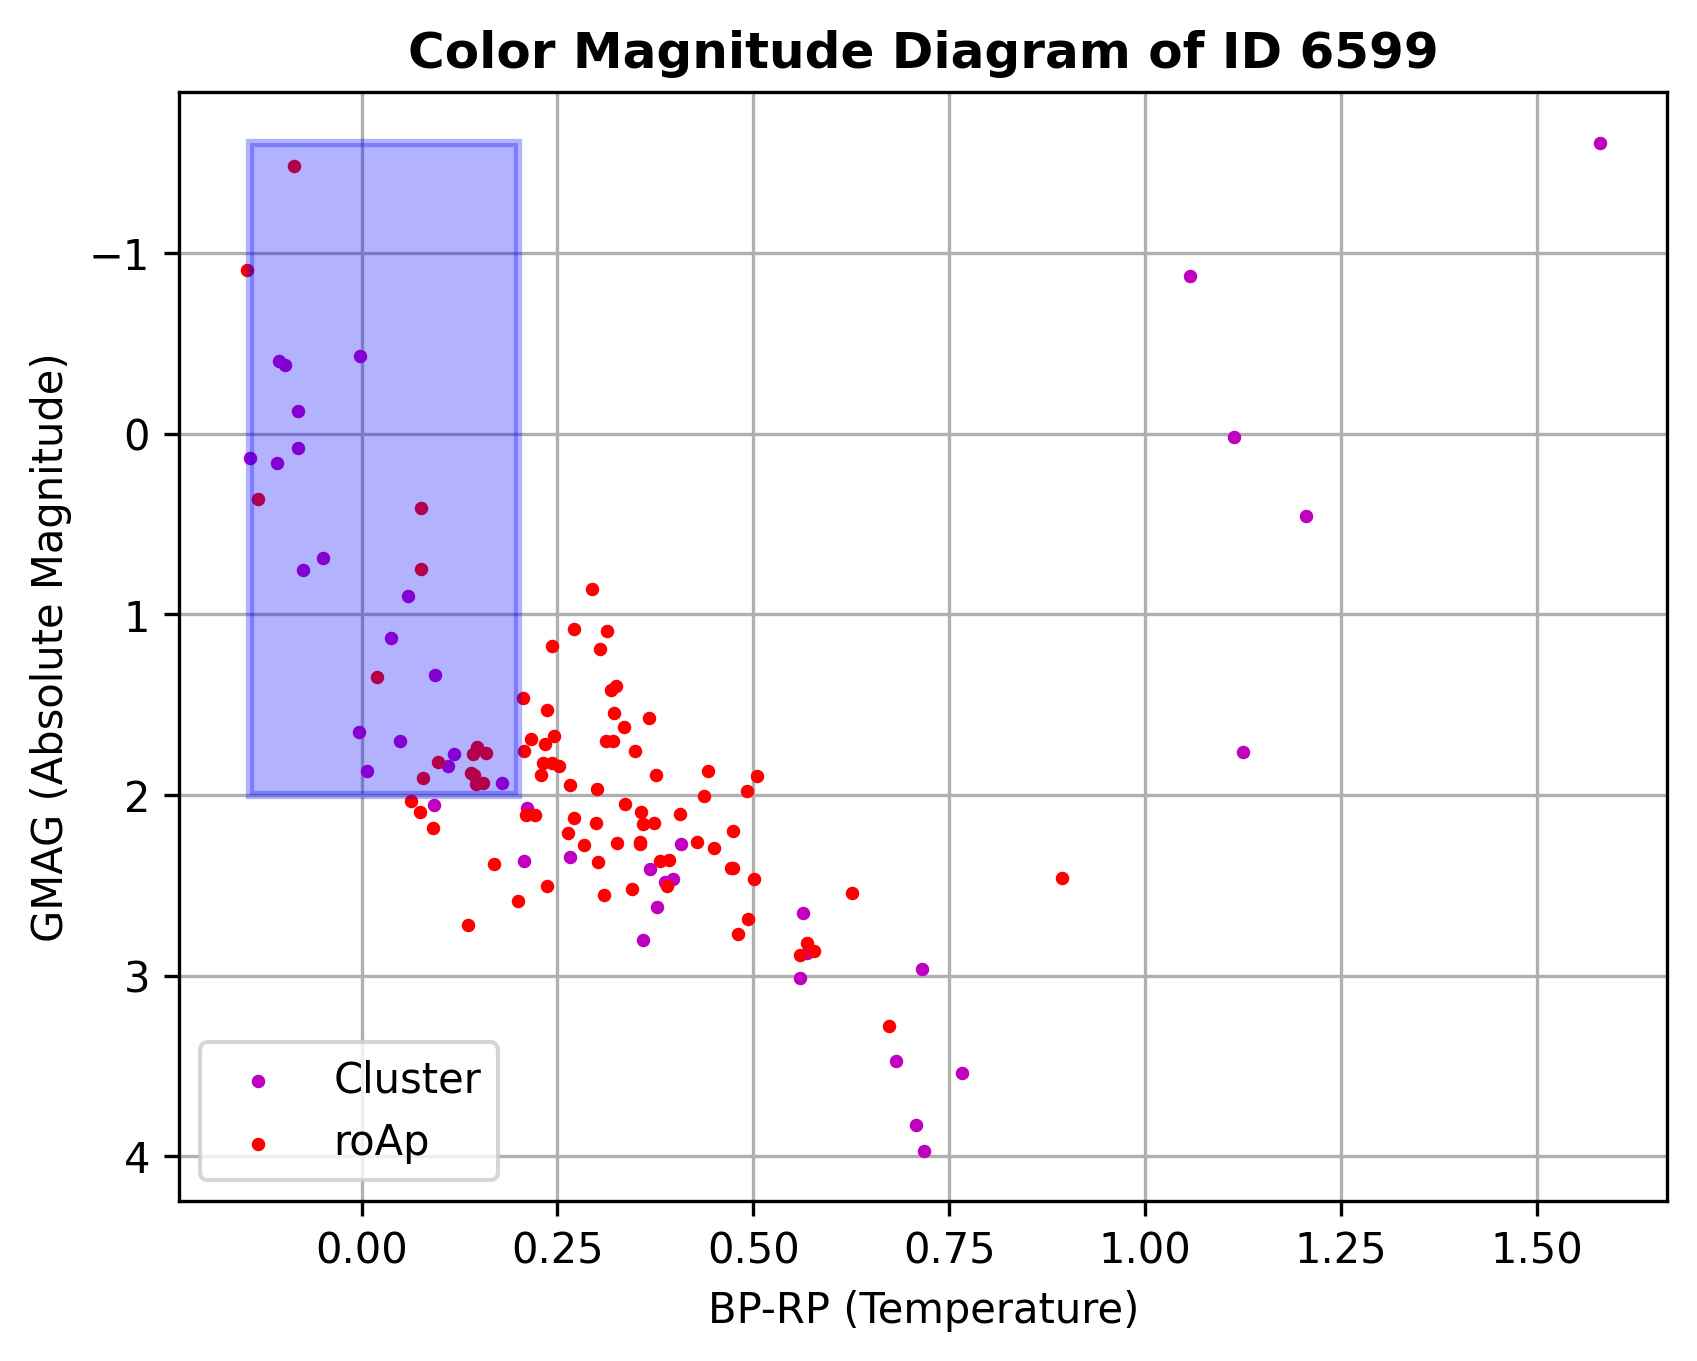 Color Magnitude Diagram of ID 6599
GMAG (Absolute Magnitude)
−1
0
1
2
3
4
Cluster
roAp
0.00 0.25 0.50 0.75 1.00 1.25 1.50
BP-RP (Temperature)